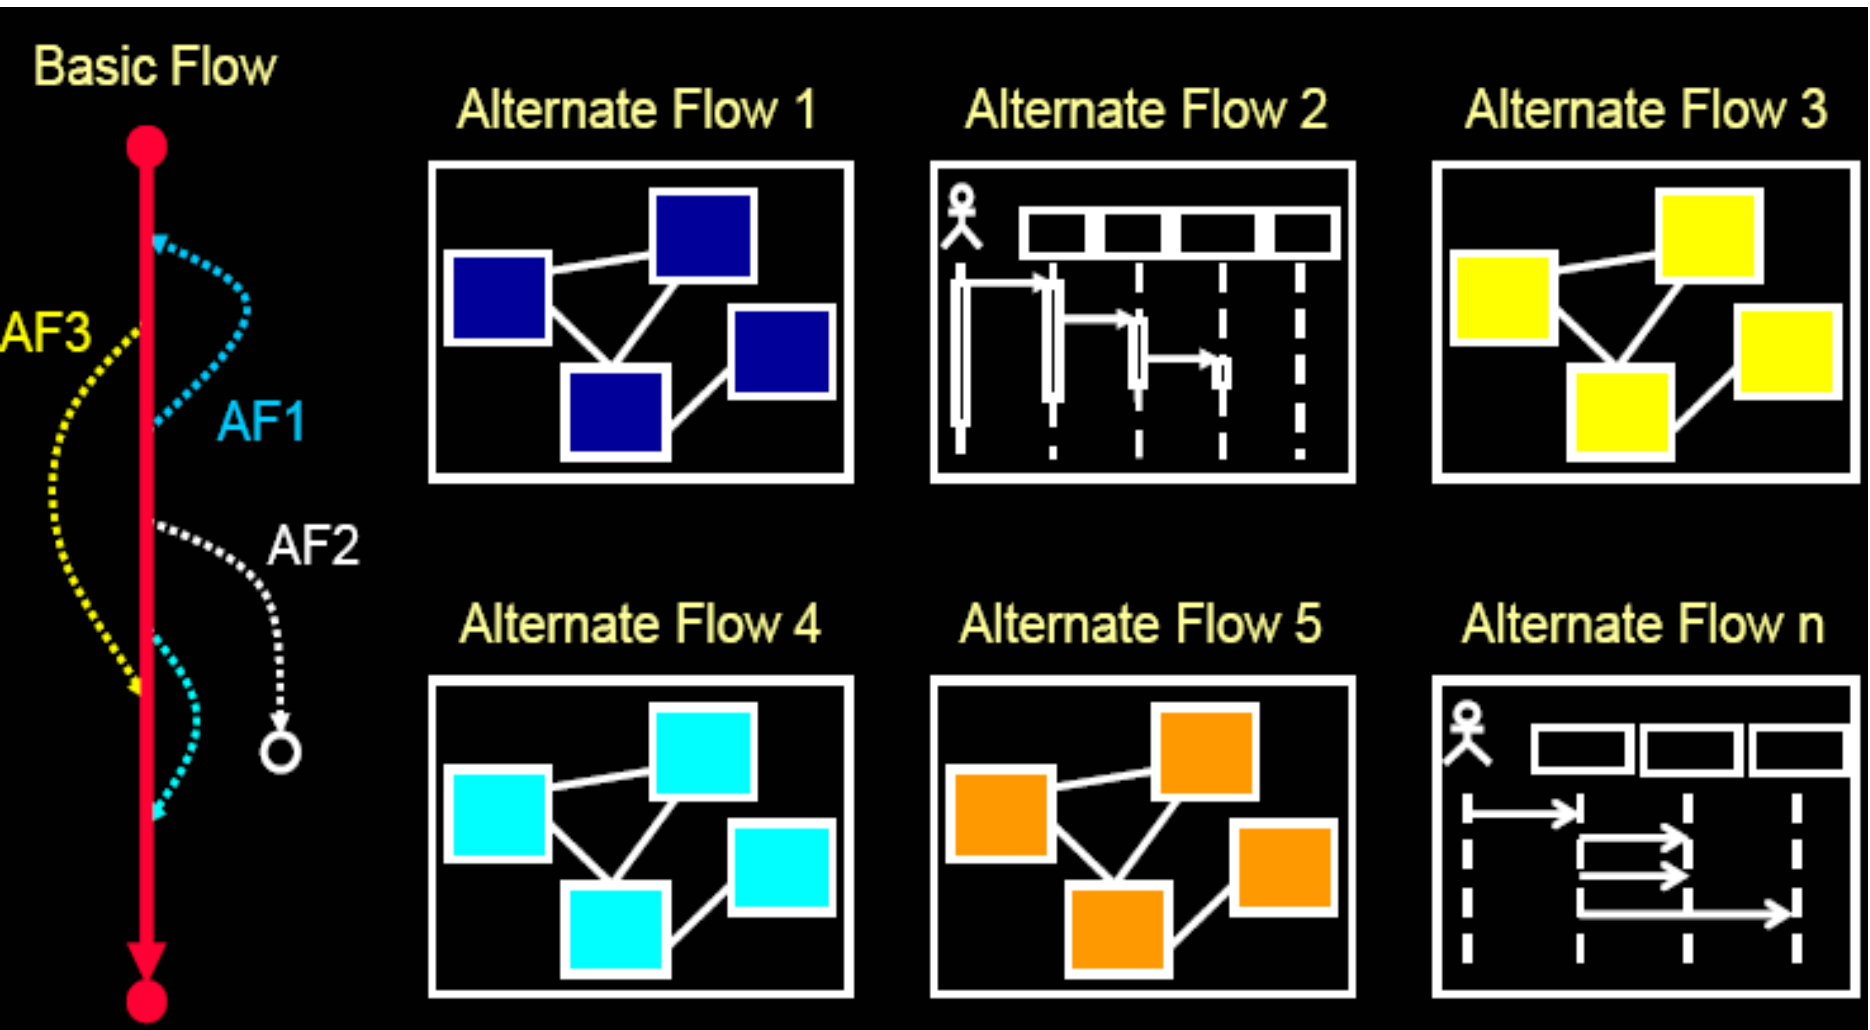 Basic Flow
Alternate Flow 1
Alternate Flow 2
Alternate Flow 3
AF3
AF1
AF2
Alternate Flow 4
Alternate Flow 5
Alternate Flow n